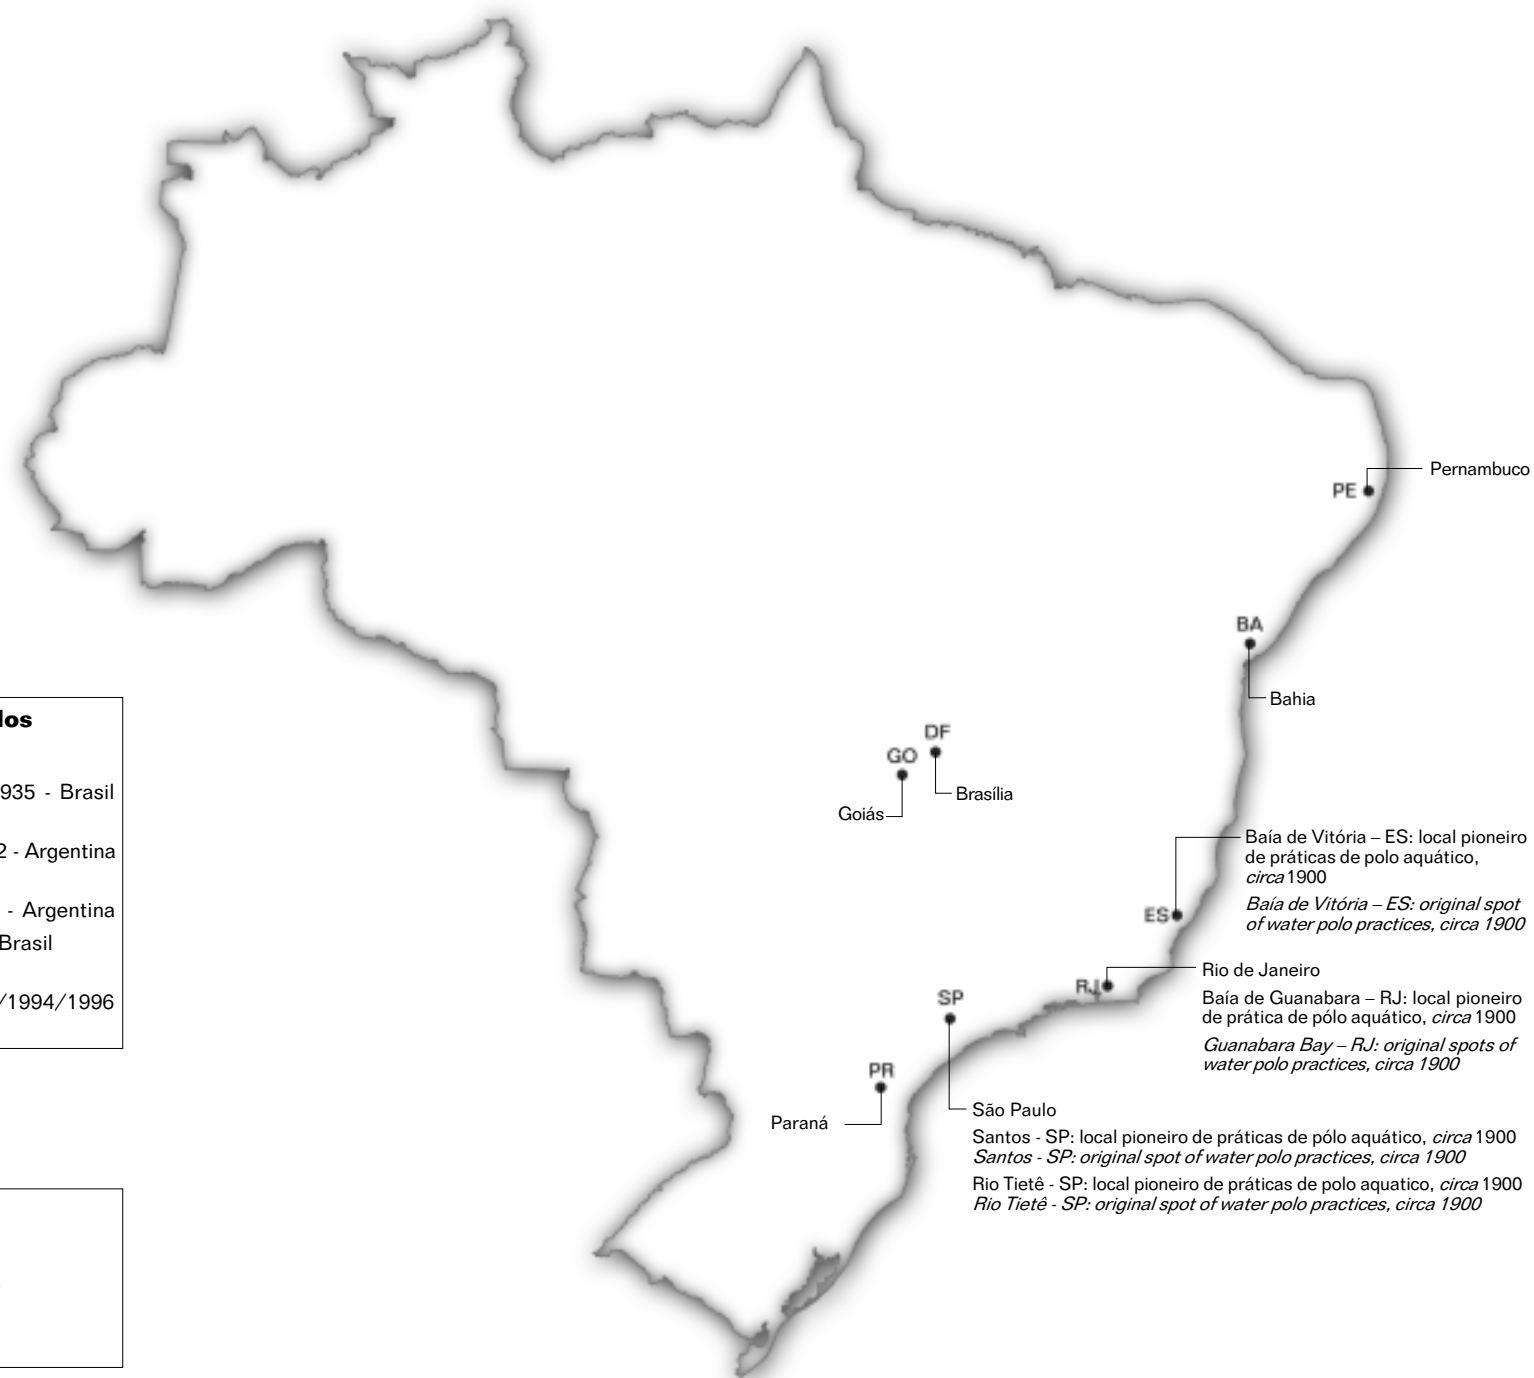 Pernambuco
PE
BA
Bahia
DF
GO
Brasília
Goiás
los
935 - Brasil
2 - Argentina
- Argentina
Brasil
/1994/1996
Baía de Vitória – ES: local pioneiro
de práticas de polo aquático,
circa 1900
Baía de Vitória – ES: original spot
of water polo practices, circa 1900
ES
RJ
Rio de Janeiro
Baía de Guanabara – RJ: local pioneiro
de prática de pólo aquático, circa 1900
Guanabara Bay – RJ: original spots of
water polo practices, circa 1900
SP
PR
Paraná
São Paulo
Santos - SP: local pioneiro de práticas de pólo aquático, circa 1900
Santos - SP: original spot of water polo practices, circa 1900
Rio Tietê - SP: local pioneiro de práticas de polo aquatico, circa 1900
Rio Tietê - SP: original spot of water polo practices, circa 1900